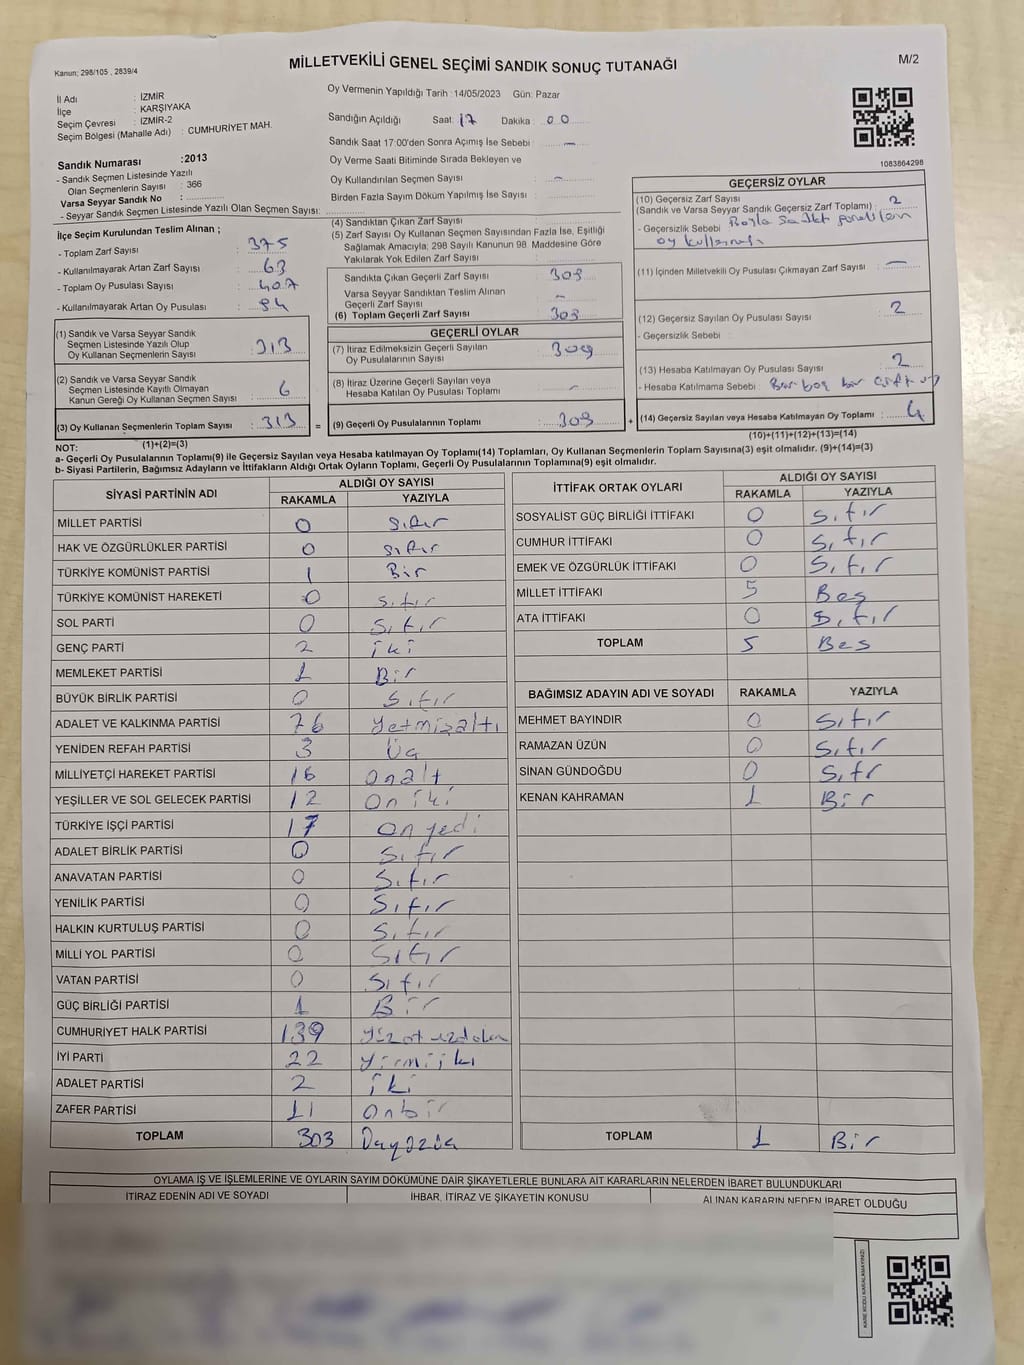 MİLLETVEKİLİ GENEL SEÇİMİ SANDIK SONUÇ TUTANAĞI
M/2
Kanun: 298/105 , 2839/4
İl Adı : İZMİR
İlçe : KARŞIYAKA
Seçim Çevresi : İZMİR-2
Seçim Bölgesi (Mahalle Adı) : CUMHURİYET MAH.
Sandık Numarası :2013
- Sandık Seçmen Listesinde Yazılı
Olan Seçmenlerin Sayısı : 366
Varsa Seyyar Sandık No :
- Seyyar Sandık Seçmen Listesinde Yazılı Olan Seçmen Sayısı:
İlçe Seçim Kurulundan Teslim Alınan ;
- Toplam Zarf Sayısı : 375
- Kullanılmayarak Artan Zarf Sayısı : 63
- Toplam Oy Pusulası Sayısı : 407
- Kullanılmayarak Artan Oy Pusulası : 94
(1) Sandık ve Varsa Seyyar Sandık
Seçmen Listesinde Yazılı Olup
Oy Kullanan Seçmenlerin Sayısı : 313
(2) Sandık ve Varsa Seyyar Sandık
Seçmen Listesinde Kayıtlı Olmayan
Kanun Gereği Oy Kullanan Seçmen Sayısı : 6
(3) Oy Kullanan Seçmenlerin Toplam Sayısı : 313 =
(1)+(2)=(3)
Oy Vermenin Yapıldığı Tarih :14/05/2023 Gün: Pazar
Sandığın Açıldığı Saat: 17 Dakika : 00
Sandık Saat 17:00'den Sonra Açımış İse Sebebi : —
Oy Verme Saati Bitiminde Sırada Bekleyen ve
Oy Kullandırılan Seçmen Sayısı : –
Birden Fazla Sayım Döküm Yapılmış İse Sayısı :
(4) Sandıktan Çıkan Zarf Sayısı :
(5) Zarf Sayısı Oy Kullanan Seçmen Sayısından Fazla İse, Eşitliği
Sağlamak Amacıyla; 298 Sayılı Kanunun 98. Maddesine Göre
Yakılarak Yok Edilen Zarf Sayısı :
Sandıkta Çıkan Geçerli Zarf Sayısı : 309
Varsa Seyyar Sandıktan Teslim Alınan
Geçerli Zarf Sayısı : –
(6) Toplam Geçerli Zarf Sayısı : 303
GEÇERLİ OYLAR
(7) İtiraz Edilmeksizin Geçerli Sayılan
Oy Pusulalarının Sayısı : 309
(8) İtiraz Üzerine Geçerli Sayılan veya
Hesaba Katılan Oy Pusulası Toplamı : –
(9) Geçerli Oy Pusulalarının Toplamı : 309 +
1083864298
GEÇERSİZ OYLAR
(10) Geçersiz Zarf Sayısı
(Sandık ve Varsa Seyyar Sandık Geçersiz Zarf Toplamı) : 2
- Geçersizlik Sebebi :
oy
(11) İçinden Milletvekili Oy Pusulası Çıkmayan Zarf Sayısı : —
(12) Geçersiz Sayılan Oy Pusulası Sayısı : 2
- Geçersizlik Sebebi :
(13) Hesaba Katılmayan Oy Pusulası Sayısı : 2
- Hesaba Katılmama Sebebi : Bir boş bir çift oy
(14) Geçersiz Sayılan veya Hesaba Katılmayan Oy Toplamı : 4
(10)+(11)+(12)+(13)=(14)
NOT:
a- Geçerli Oy Pusulalarının Toplamı(9) ile Geçersiz Sayılan veya Hesaba katılmayan Oy Toplamı(14) Toplamları, Oy Kullanan Seçmenlerin Toplam Sayısına(3) eşit olmalıdır. (9)+(14)=(3)
b- Siyasi Partilerin, Bağımsız Adayların ve İttifakların Aldığı Ortak Oyların Toplamı, Geçerli Oy Pusulalarının Toplamına(9) eşit olmalıdır.
SİYASİ PARTİNİN ADI ALDIĞI OY SAYISI
RAKAMLA YAZIYLA
MİLLET PARTİSİ 0 Sıfır
HAK VE ÖZGÜRLÜKLER PARTİSİ 0 Sıfır
TÜRKİYE KOMÜNİST PARTİSİ 1 Bir
TÜRKİYE KOMÜNİST HAREKETİ 0 Sıfır
SOL PARTİ 0 Sıfır
GENÇ PARTİ 2 iki
MEMLEKET PARTİSİ 1 Bir
BÜYÜK BİRLİK PARTİSİ 0 Sıfır
ADALET VE KALKINMA PARTİSİ 76 yetmişaltı
YENİDEN REFAH PARTİSİ 3 Üç
MİLLİYETÇİ HAREKET PARTİSİ 16 Onaltı
YEŞİLLER VE SOL GELECEK PARTİSİ 12 On iki
TÜRKİYE İŞÇİ PARTİSİ 17 On yedi
ADALET BİRLİK PARTİSİ 0 Sıfır
ANAVATAN PARTİSİ 0 Sıfır
YENİLİK PARTİSİ 0 Sıfır
HALKIN KURTULUŞ PARTİSİ 0 Sıfır
MİLLİ YOL PARTİSİ 0 Sıfır
VATAN PARTİSİ 0 Sıfır
GÜÇ BİRLİĞİ PARTİSİ 1 Bir
CUMHURİYET HALK PARTİSİ 139
İYİ PARTİ 22 Yirmi iki
ADALET PARTİSİ 2 iki
ZAFER PARTİSİ 11 Onbir
TOPLAM 303
İTTİFAK ORTAK OYLARI ALDIĞI OY SAYISI
RAKAMLA YAZIYLA
SOSYALİST GÜÇ BİRLİĞİ İTTİFAKI 0 Sıfır
CUMHUR İTTİFAKI 0 Sıfır
EMEK VE ÖZGÜRLÜK İTTİFAKI 0 Sıfır
MİLLET İTTİFAKI 5 Beş
ATA İTTİFAKI 0 Sıfır
TOPLAM 5 Beş
BAĞIMSIZ ADAYIN ADI VE SOYADI RAKAMLA YAZIYLA
MEHMET BAYINDIR 0 Sıfır
RAMAZAN ÜZÜN 0 Sıfır
SİNAN GÜNDOĞDU 0 Sıfr
KENAN KAHRAMAN 1 Bir
TOPLAM 1 Bir
OYLAMA İŞ VE İŞLEMLERİNE VE OYLARIN SAYIM DÖKÜMÜNE DAİR ŞİKAYETLERLE BUNLARA AİT KARARLARIN NELERDEN İBARET BULUNDUKLARI
İTİRAZ EDENİN ADI VE SOYADI İHBAR, İTİRAZ VE ŞİKAYETİN KONUSU ALINAN KARARIN NEDEN İBARET OLDUĞU
KARE KODU KARALAMAYINIZ!